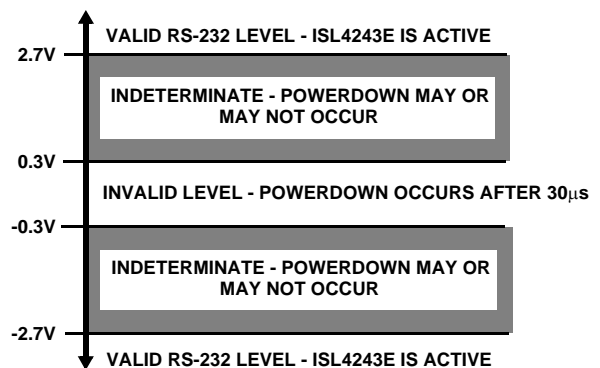 VALID RS-232 LEVEL - ISL4243E IS ACTIVE
2.7V
INDETERMINATE - POWERDOWN MAY OR
MAY NOT OCCUR
0.3V
INVALID LEVEL - POWERDOWN OCCURS AFTER 30μs
-0.3V
INDETERMINATE - POWERDOWN MAY OR
MAY NOT OCCUR
-2.7V
VALID RS-232 LEVEL - ISL4243E IS ACTIVE